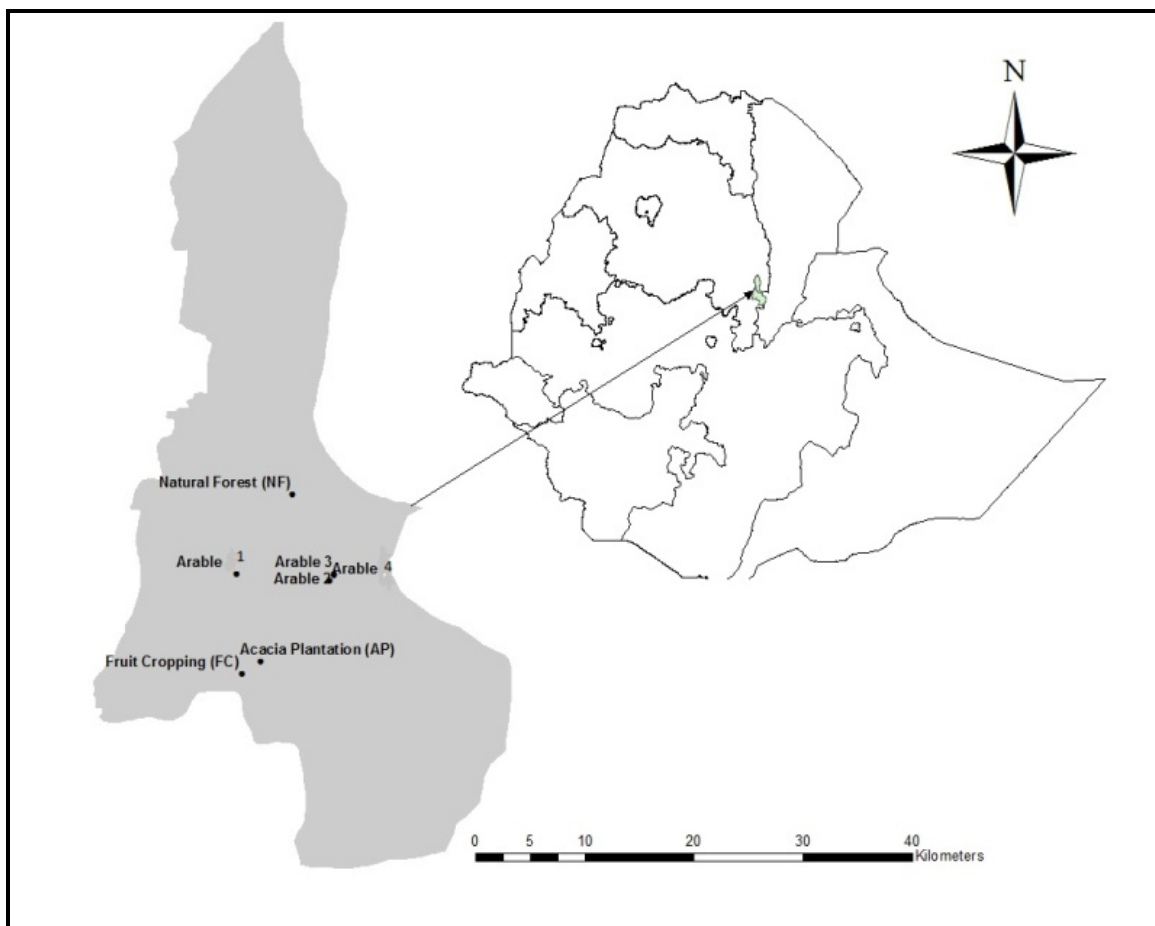 N
Natural Forest (NF)
Arable 1
Arable 3
Arable 4
Arable 2
Acacia Plantation (AP)
Fruit Cropping (FC)
0 5 10 20 30 40
Kilometers